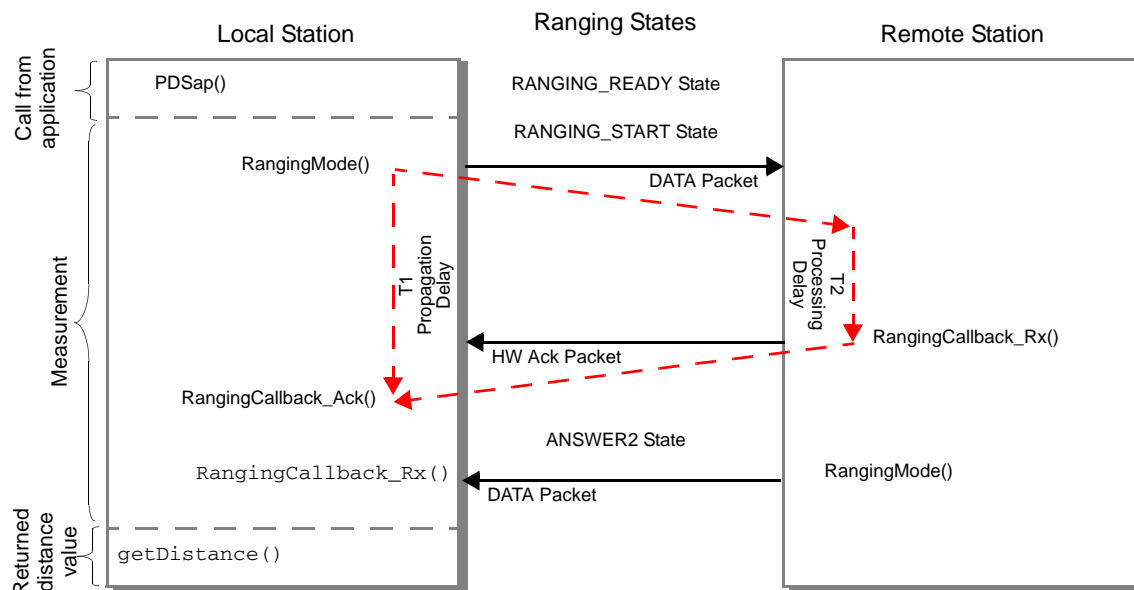 Ranging States
Local Station
Remote Station
Call from
application
PDSap()
RANGING_READY State
RANGING_START State
Measurement
RangingMode()
DATA Packet
T1
Propagation
Delay
T2
Processing
Delay
HW Ack Packet
RangingCallback_Rx()
RangingCallback_Ack()
ANSWER2 State
RangingCallback_Rx()
DATA Packet
RangingMode()
Returned
distance
value
getDistance()